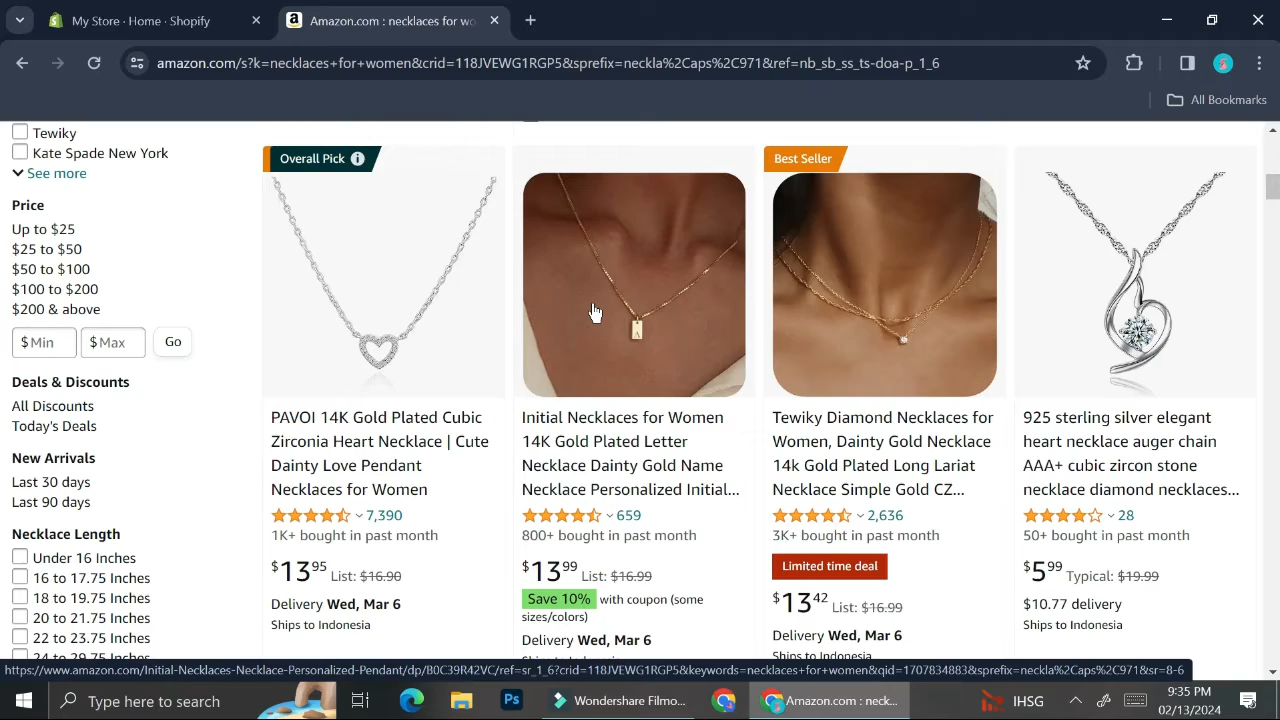 My Store · Home · Shopify
Amazon.com : necklaces for wo
amazon.com/s?k=necklaces+for+women&crid=118JVEWG1RGP5&sprefix=neckla%2Caps%2C971&ref=nb_sb_ss_ts-doa-p_1_6
All Bookmarks
Tewiky
Kate Spade New York
See more
Price
Up to $25
$25 to $50
$50 to $100
$100 to $200
$200 & above
$ Min
$ Max
Go
Deals & Discounts
All Discounts
Today's Deals
New Arrivals
Last 30 days
Last 90 days
Necklace Length
Under 16 Inches
16 to 17.75 Inches
18 to 19.75 Inches
20 to 21.75 Inches
22 to 23.75 Inches
24 to 29.75 Inches
Overall Pick
PAVOI 14K Gold Plated Cubic
Zirconia Heart Necklace | Cute
Dainty Love Pendant
Necklaces for Women
7,390
1K+ bought in past month
$13.95 List: $16.90
Delivery Wed, Mar 6
Ships to Indonesia
A
Initial Necklaces for Women
14K Gold Plated Letter
Necklace Dainty Gold Name
Necklace Personalized Initial...
659
800+ bought in past month
$13.99 List: $16.99
Save 10% with coupon (some
sizes/colors)
Delivery Wed, Mar 6
Best Seller
Tewiky Diamond Necklaces for
Women, Dainty Gold Necklace
14k Gold Plated Long Lariat
Necklace Simple Gold CZ...
2,636
3K+ bought in past month
Limited time deal
$13.42 List: $16.99
Delivery Wed, Mar 6
Ships to Indonesia
925 sterling silver elegant
heart necklace auger chain
AAA+ cubic zircon stone
necklace diamond necklaces...
28
50+ bought in past month
$5.99 Typical: $19.99
$10.77 delivery
Ships to Indonesia
https://www.amazon.com/Initial-Necklaces-Necklace-Personalized-Pendant/dp/B0C39R42VC/ref=sr_1_6?crid=118JVEWG1RGP5&keywords=necklaces+for+women&qid=1707834883&sprefix=neckla%2Caps%2C971&sr=8-6
Type here to search
Ps
Wondershare Filmo...
Amazon.com : neck...
IHSG
9:35 PM
02/13/2024